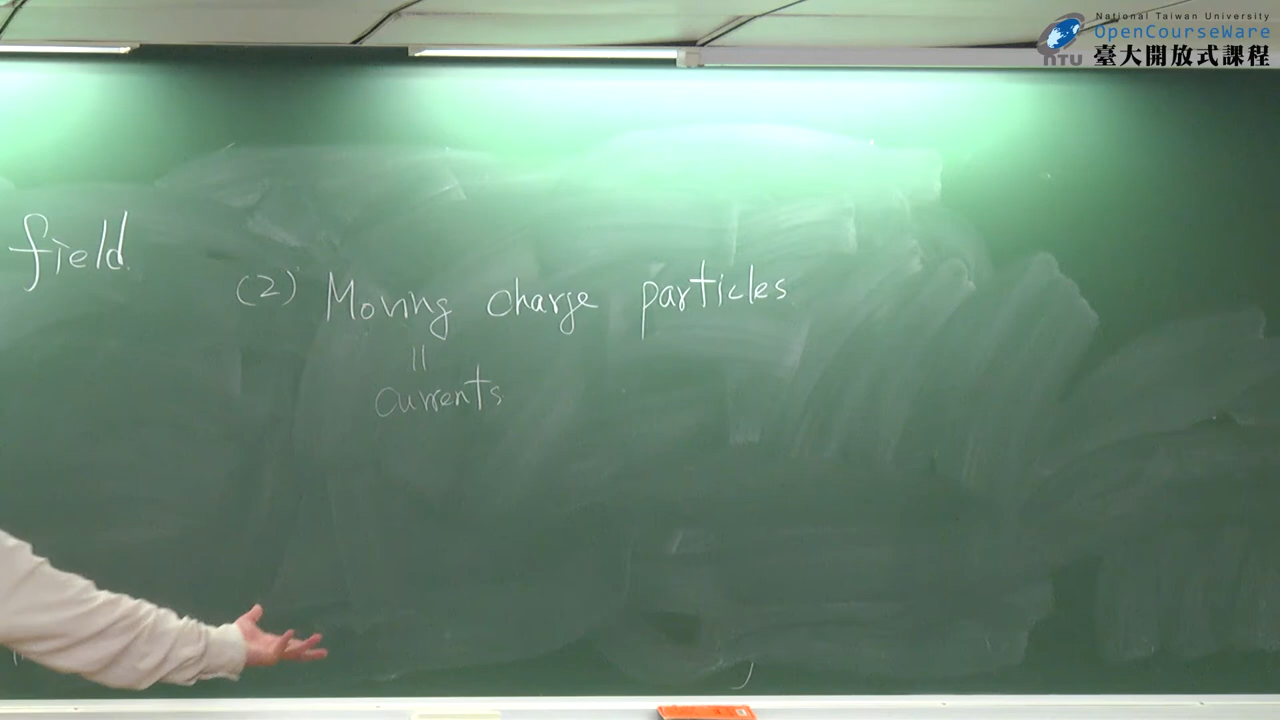 National Taiwan University
OpenCourseWare
NTU 臺大開放式課程
field.
(2) Moving charge particles
||
currents